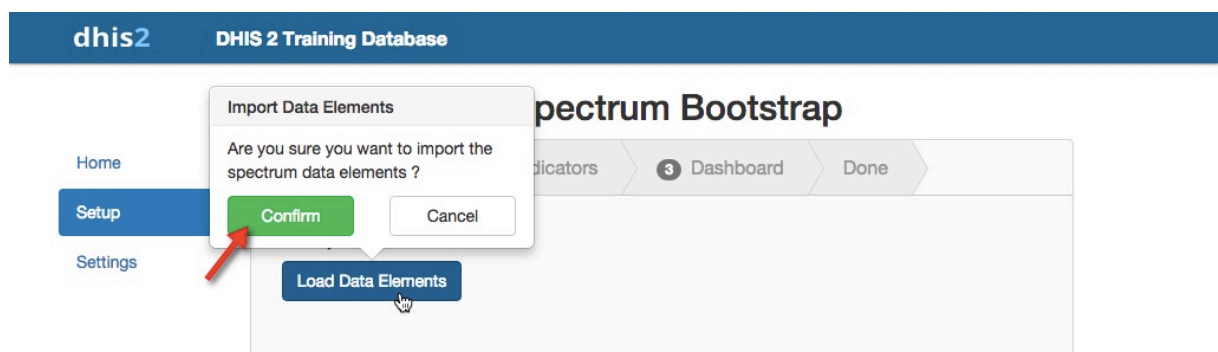 dhis2 DHIS 2 Training Database
pectrum Bootstrap
Import Data Elements
Are you sure you want to import the
spectrum data elements ?
Confirm Cancel
Home
Setup
Settings
dicators 3 Dashboard Done
Load Data Elements